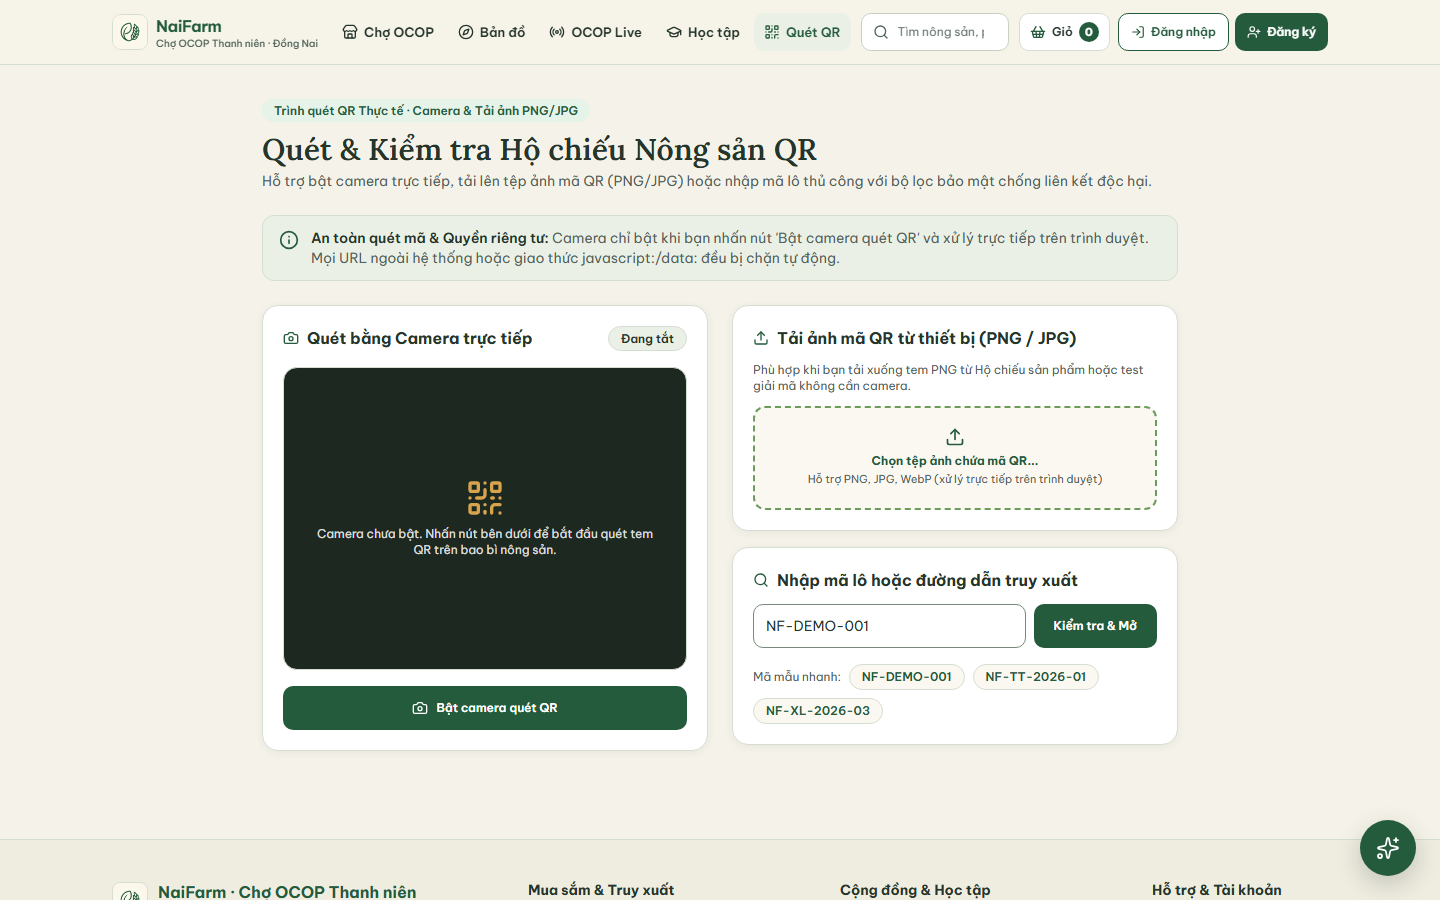 NaiFarm
Chợ OCOP Thanh niên · Đồng Nai
Chợ OCOP
Bản đồ
OCOP Live
Học tập
Quét QR
Tìm nông sản,
Giỏ 0
Đăng nhập
Đăng ký
Trình quét QR Thực tế · Camera & Tải ảnh PNG/JPG
Quét & Kiểm tra Hộ chiếu Nông sản QR
Hỗ trợ bật camera trực tiếp, tải lên tệp ảnh mã QR (PNG/JPG) hoặc nhập mã lô thủ công với bộ lọc bảo mật chống liên kết độc hại.
An toàn quét mã & Quyền riêng tư: Camera chỉ bật khi bạn nhấn nút 'Bật camera quét QR' và xử lý trực tiếp trên trình duyệt.
Mọi URL ngoài hệ thống hoặc giao thức javascript:/data: đều bị chặn tự động.
Quét bằng Camera trực tiếp
Đang tắt
Camera chưa bật. Nhấn nút bên dưới để bắt đầu quét tem
QR trên bao bì nông sản.
Bật camera quét QR
Tải ảnh mã QR từ thiết bị (PNG / JPG)
Phù hợp khi bạn tải xuống tem PNG từ Hộ chiếu sản phẩm hoặc test
giải mã không cần camera.
Chọn tệp ảnh chứa mã QR...
Hỗ trợ PNG, JPG, WebP (xử lý trực tiếp trên trình duyệt)
Nhập mã lô hoặc đường dẫn truy xuất
NF-DEMO-001
Kiểm tra & Mở
Mã mẫu nhanh:
NF-DEMO-001
NF-TT-2026-01
NF-XL-2026-03
NaiFarm · Chợ OCOP Thanh niên
Mua sắm & Truy xuất
Cộng đồng & Học tập
Hỗ trợ & Tài khoản